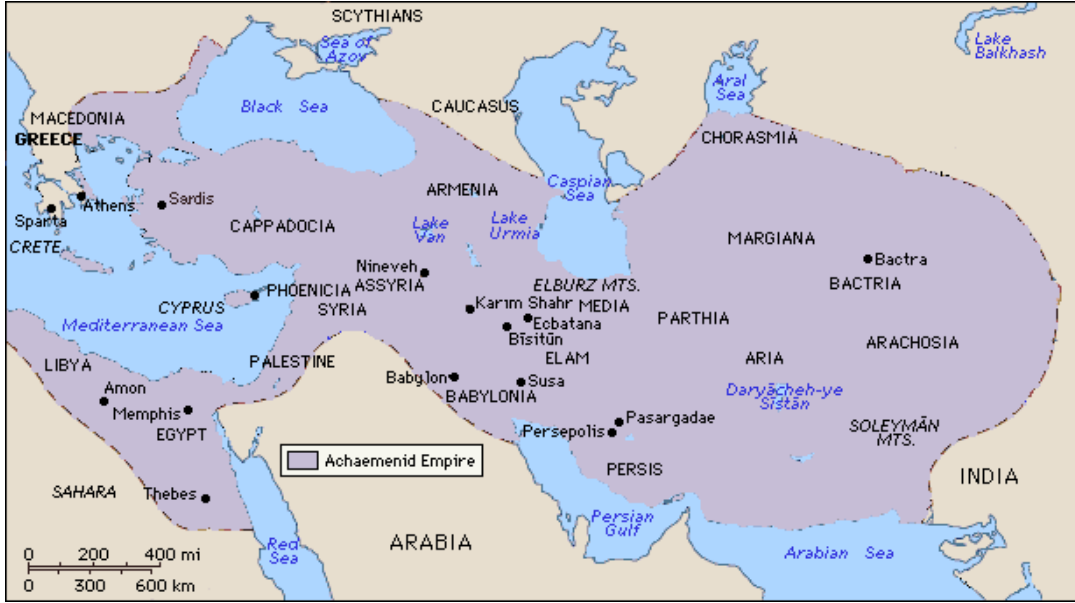 SCYTHIANS
Sea of
Azov
Lake
Balkhash
Aral
Sea
Black Sea
CAUCASUS
MACEDONIA
CHORASMIA
GREECE
Caspian
Sea
ARMENIA
Athens
Sardis
Sparta
CAPPADOCIA
Lake
Van
Lake
Urmia
MARGIANA
CRETE
Bactra
Nineveh
ASSYRIA
ELBURZ MTS.
BACTRIA
PHOENICIA
CYPRUS
SYRIA
Karīm Shahr
MEDIA
Ecbatana
PARTHIA
Mediterranean Sea
Bīsitūn
ARACHOSIA
LIBYA
PALESTINE
ELAM
ARIA
Amon
Babylon
Susa
BABYLONIA
Daryācheh-ye
Sīstān
Memphis
EGYPT
Pasargadae
Persepolis
SOLEYMĀN
MTS.
Achaemenid Empire
PERSIS
INDIA
SAHARA
Thebes
Persian
Gulf
Red
Sea
ARABIA
Arabian Sea
0 200 400 mi
0 300 600 km